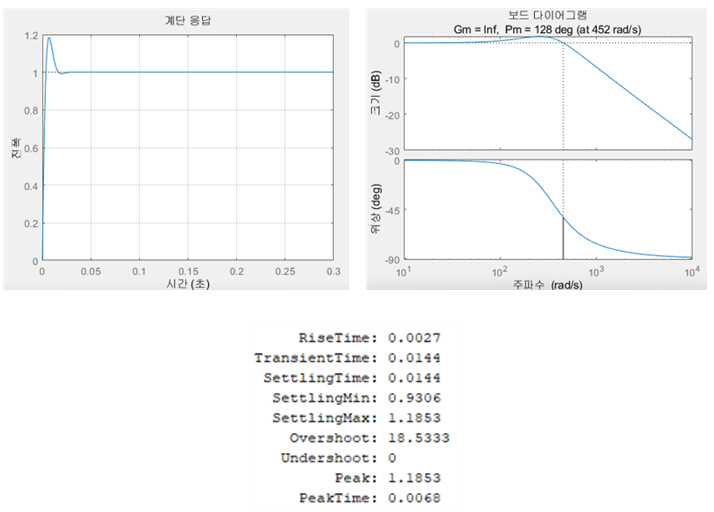 계단 응답
1.2
1
0.8
0.6
0.4
0.2
0
진폭
0
0.05
0.1
0.15
0.2
0.25
0.3
시간 (초)
보드 다이어그램
Gm = Inf, Pm = 128 deg (at 452 rad/s)
0
-10
-20
-30
크기 (dB)
0
-45
-90
위상 (deg)
10^1
10^2
10^3
10^4
주파수 (rad/s)
RiseTime: 0.0027
TransientTime: 0.0144
SettlingTime: 0.0144
SettlingMin: 0.9306
SettlingMax: 1.1853
Overshoot: 18.5333
Undershoot: 0
Peak: 1.1853
PeakTime: 0.0068